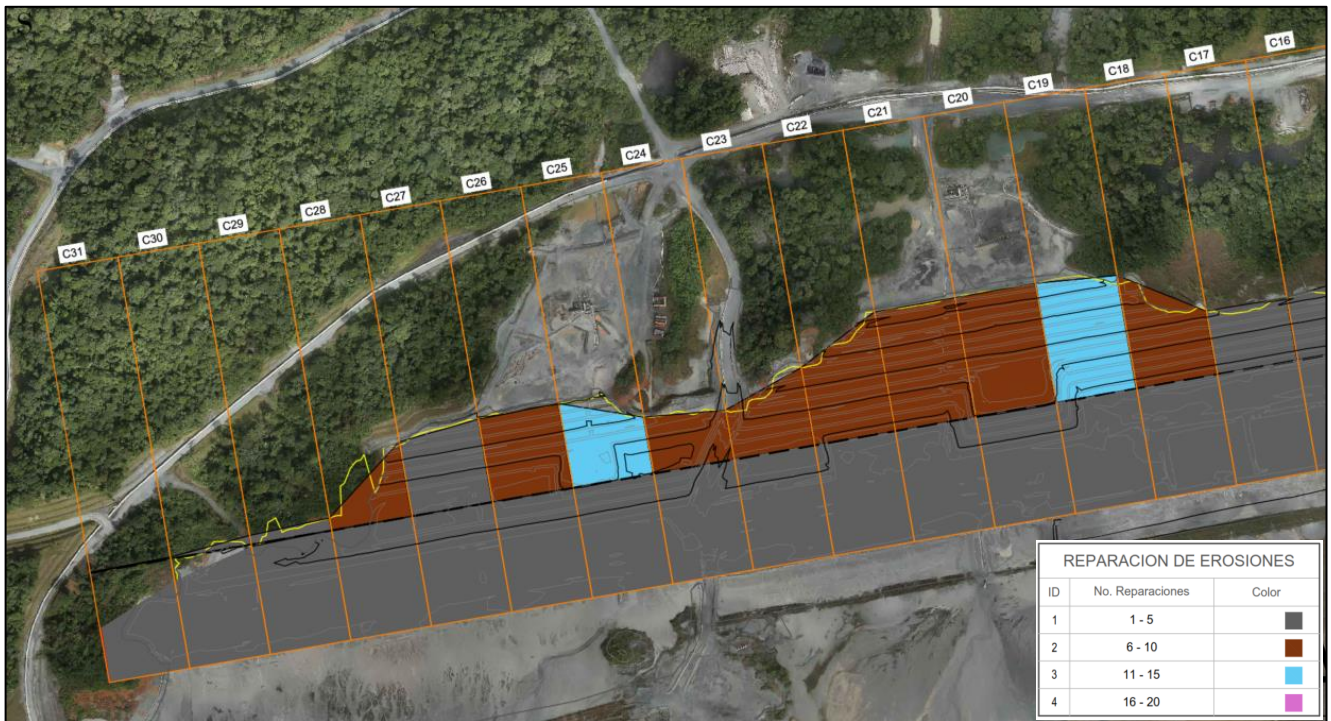 S
C16
C17
C18
C19
C20
C21
C22
C23
C24
C25
C26
C27
C28
C29
C30
C31
REPARACION DE EROSIONES
ID No. Reparaciones Color
1 1 - 5
2 6 - 10
3 11 - 15
4 16 - 20